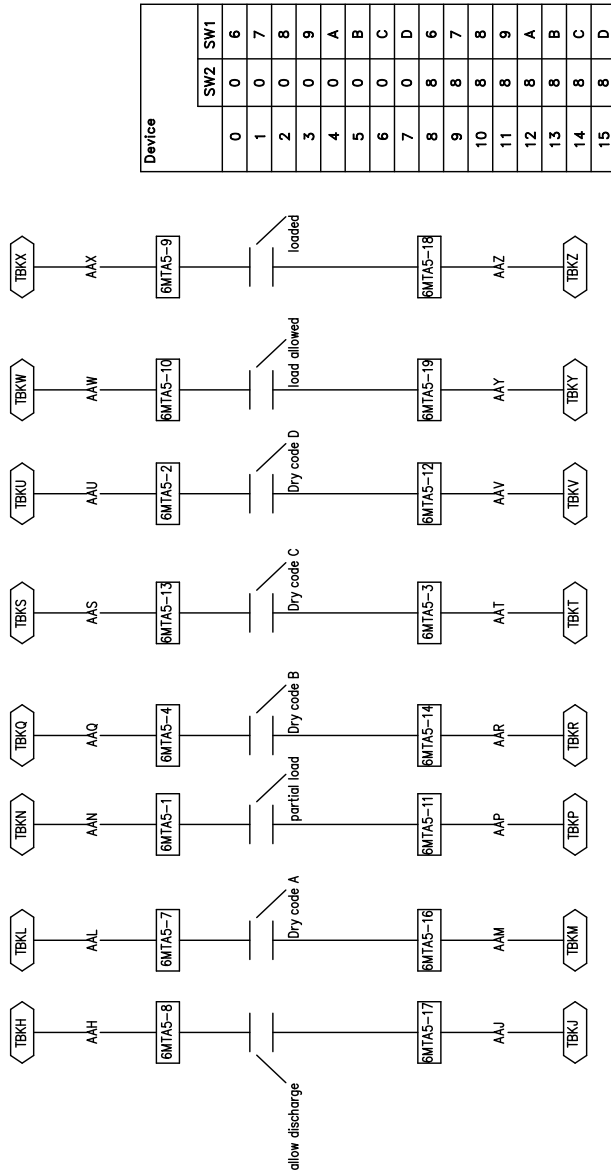 TBKH
AAH
6MTA5-8
allow discharge
6MTA5-17
AAJ
TBKJ
TBKL
AAL
6MTA5-7
Dry code A
6MTA5-16
AAM
TBKM
TBKN
AAN
6MTA5-1
partial load
6MTA5-11
AAP
TBKP
TBKQ
AAQ
6MTA5-4
Dry code B
6MTA5-14
AAR
TBKR
TBKS
AAS
6MTA5-13
Dry code C
6MTA5-3
AAT
TBKT
TBKU
AAU
6MTA5-2
Dry code D
6MTA5-12
AAV
TBKV
TBKW
AAW
6MTA5-10
load allowed
6MTA5-19
AAY
TBKY
TBKX
AAX
6MTA5-9
loaded
6MTA5-18
AAZ
TBKZ
Device
SW2 SW1
0 0 6
1 0 7
2 0 8
3 0 9
4 0 A
5 0 B
6 0 C
7 0 D
8 8 6
9 8 7
10 8 8
11 8 9
12 8 A
13 8 B
14 8 C
15 8 D